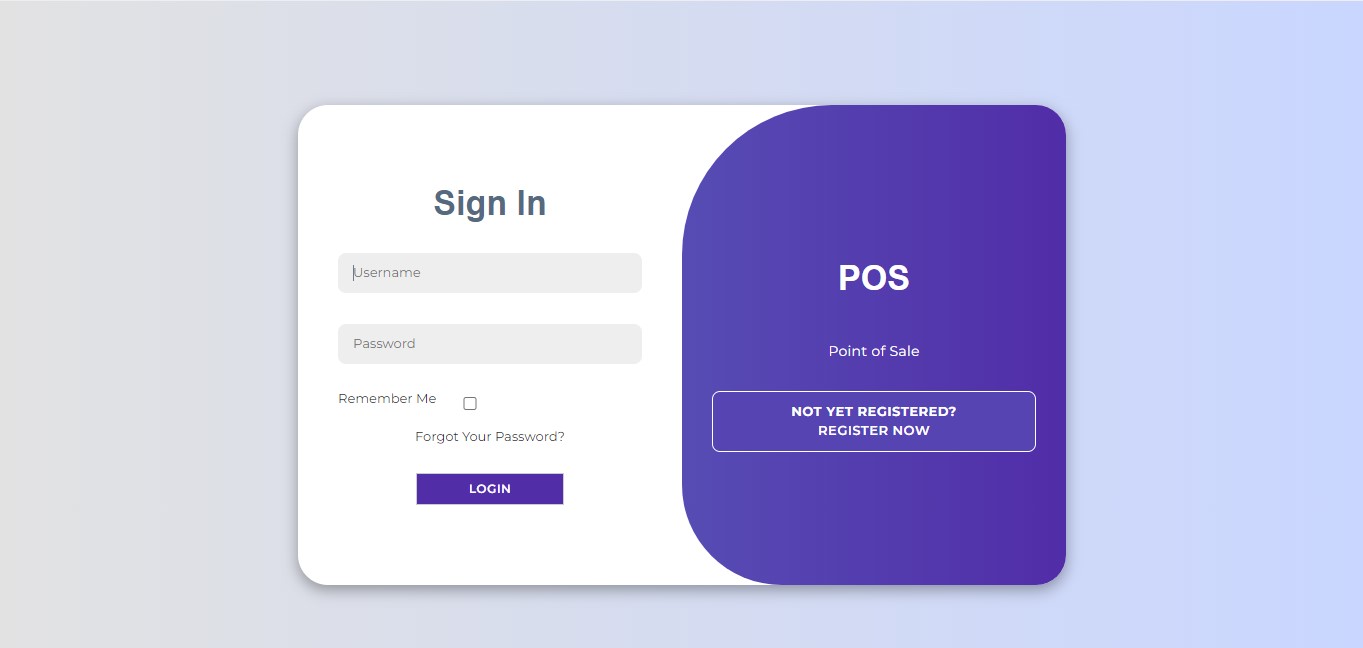 Sign In
Username
Password
Remember Me
Forgot Your Password?
LOGIN
POS
Point of Sale
NOT YET REGISTERED?
REGISTER NOW